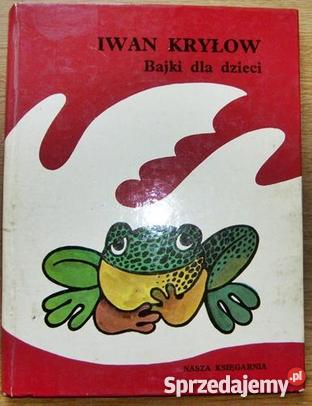 IWAN KRYŁOW
Bajki dla dzieci
NASZA KSIĘGARNIA
Sprzedajemy.pl